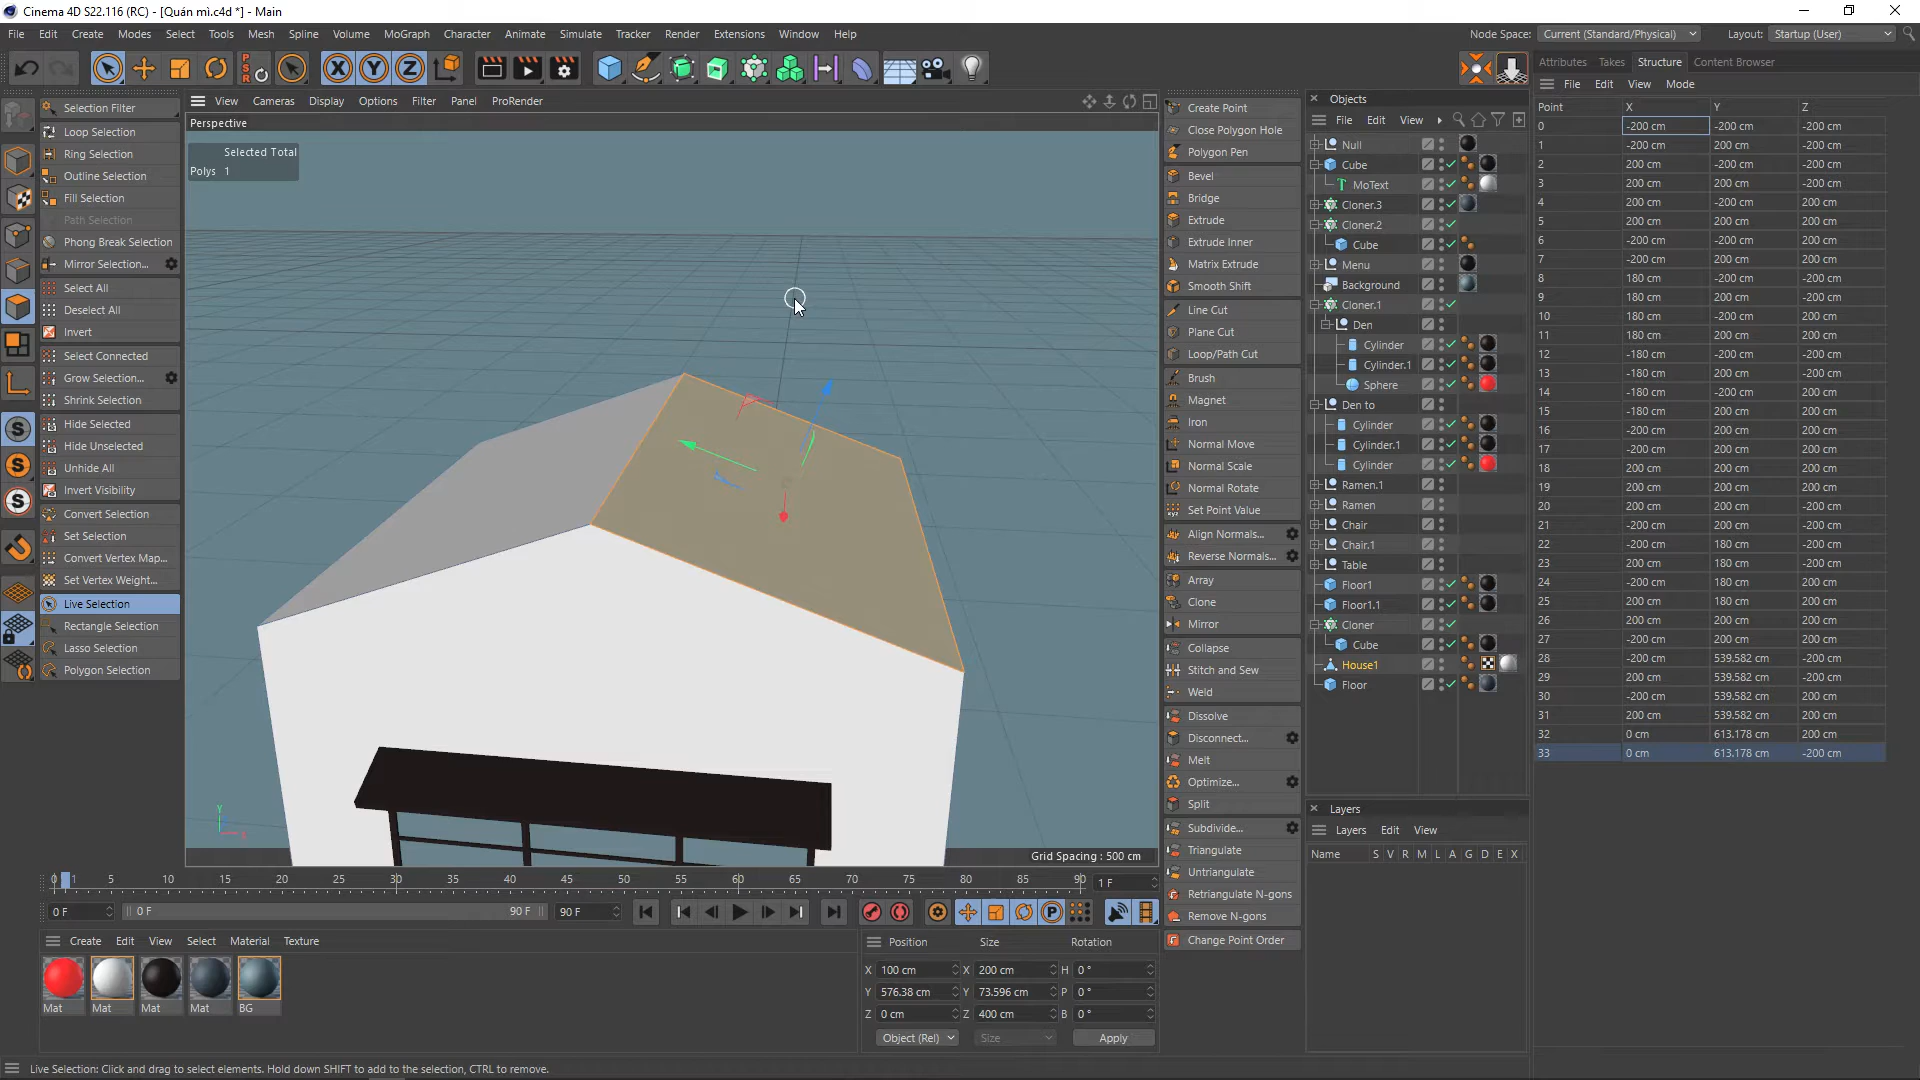 Cinema 4D S22.116 (RC) - [Quán mì.c4d *] - Main
File Edit Create Modes Select Tools Mesh Spline Volume MoGraph Character Animate Simulate Tracker Render Extensions Window Help
Node Space: Current (Standard/Physical) Layout: Startup (User)
Attributes Takes Structure Content Browser
File Edit View Mode
View Cameras Display Options Filter Panel ProRender
Perspective
Selected Total
Polys 1
Grid Spacing : 500 cm
Selection Filter
Loop Selection
Ring Selection
Outline Selection
Fill Selection
Path Selection
Phong Break Selection
Mirror Selection...
Select All
Deselect All
Invert
Select Connected
Grow Selection...
Shrink Selection
Hide Selected
Hide Unselected
Unhide All
Invert Visibility
Convert Selection
Set Selection
Convert Vertex Map...
Set Vertex Weight...
Live Selection
Rectangle Selection
Lasso Selection
Polygon Selection
Create Point
Close Polygon Hole
Polygon Pen
Bevel
Bridge
Extrude
Extrude Inner
Matrix Extrude
Smooth Shift
Line Cut
Plane Cut
Loop/Path Cut
Brush
Magnet
Iron
Normal Move
Normal Scale
Normal Rotate
Set Point Value
Align Normals...
Reverse Normals...
Array
Clone
Mirror
Collapse
Stitch and Sew
Weld
Dissolve
Disconnect...
Melt
Optimize...
Split
Subdivide...
Triangulate
Untriangulate
Retriangulate N-gons
Remove N-gons
Change Point Order
Objects
File Edit View
Null
Cube
MoText
Cloner.3
Cloner.2
Cube
Menu
Background
Cloner.1
Den
Cylinder
Cylinder.1
Sphere
Den to
Cylinder
Cylinder.1
Cylinder
Ramen.1
Ramen
Chair
Chair.1
Table
Floor1
Floor1.1
Cloner
Cube
House1
Floor
Layers
Layers Edit View
Name S V R M L A G D E X
Point X Y Z
0 -200 cm -200 cm -200 cm
1 -200 cm 200 cm -200 cm
2 200 cm -200 cm -200 cm
3 200 cm 200 cm -200 cm
4 200 cm -200 cm 200 cm
5 200 cm 200 cm 200 cm
6 -200 cm -200 cm 200 cm
7 -200 cm 200 cm 200 cm
8 180 cm -200 cm 200 cm
9 180 cm 200 cm 200 cm
10 180 cm -200 cm -200 cm
11 180 cm 200 cm -200 cm
12 -180 cm -200 cm -200 cm
13 -180 cm 200 cm -200 cm
14 -180 cm -200 cm 200 cm
15 -180 cm 200 cm 200 cm
16 -200 cm 200 cm -200 cm
17 -200 cm 200 cm -200 cm
18 200 cm 200 cm -200 cm
19 200 cm 200 cm -200 cm
20 200 cm 200 cm 200 cm
21 -200 cm 200 cm 200 cm
22 -200 cm 180 cm -200 cm
23 200 cm 180 cm -200 cm
24 -200 cm 180 cm 200 cm
25 200 cm 180 cm 200 cm
26 200 cm 200 cm 200 cm
27 -200 cm 200 cm 200 cm
28 -200 cm 539.582 cm -200 cm
29 200 cm 539.582 cm -200 cm
30 -200 cm 539.582 cm 200 cm
31 200 cm 539.582 cm 200 cm
32 0 cm 613.178 cm 200 cm
33 0 cm 613.178 cm -200 cm
0 1 5 10 15 20 25 30 35 40 45 50 55 60 65 70 75 80 85 90 1 F
0 F 0 F 90 F 90 F
Create Edit View Select Material Texture
Mat Mat Mat Mat BG
Position Size Rotation
X 100 cm X 200 cm H 0 °
Y 576.38 cm Y 73.596 cm P 0 °
Z 0 cm Z 400 cm B 0 °
Object (Rel) Size Apply
Live Selection: Click and drag to select elements. Hold down SHIFT to add to the selection, CTRL to remove.